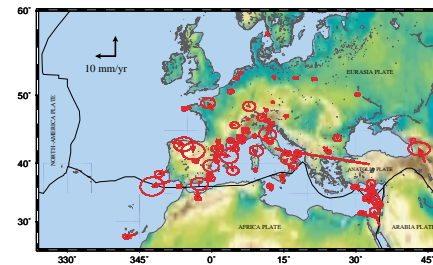 60˚
50˚
10 mm/yr
EURASIA PLATE
NORTH AMERICA PLATE
40˚
ANATOLIA PLATE
35˚
30˚
AFRICA PLATE
ARABIA PLATE
330˚ 345˚ 0˚ 15˚ 30˚ 45˚